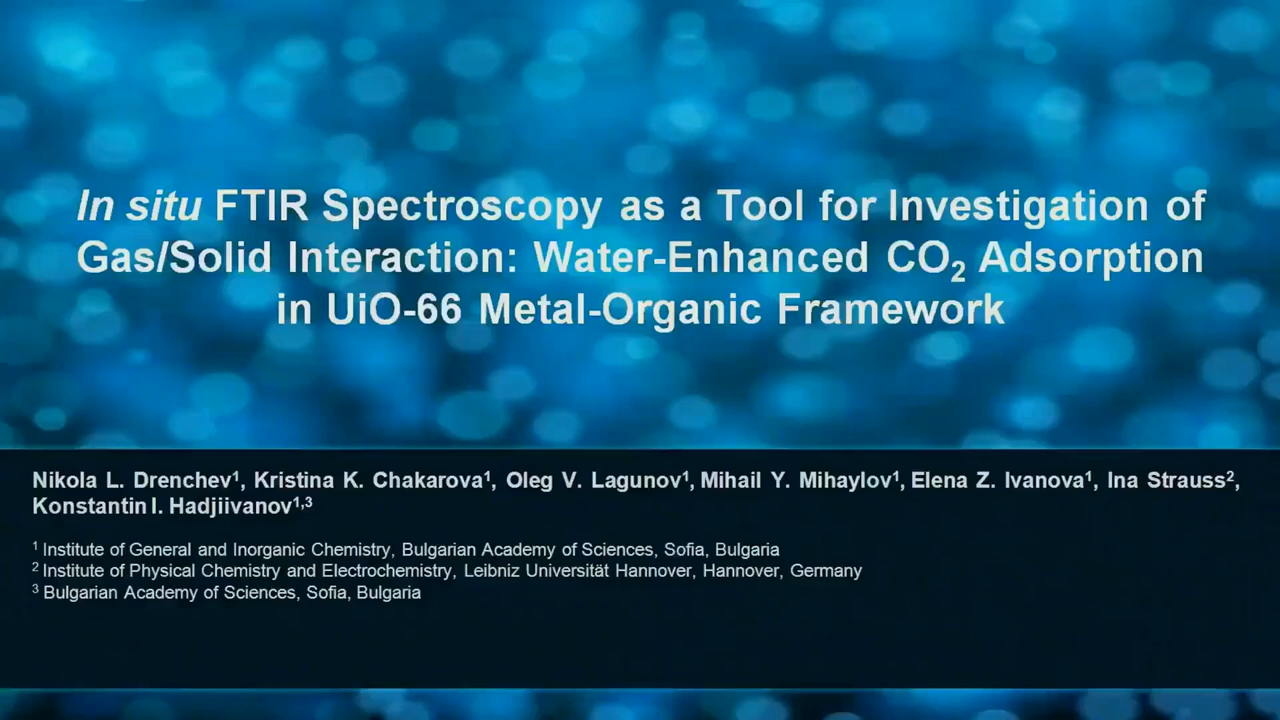 In situ FTIR Spectroscopy as a Tool for Investigation of
Gas/Solid Interaction: Water-Enhanced CO₂ Adsorption
in UiO-66 Metal-Organic Framework
Nikola L. Drenchev¹, Kristina K. Chakarova¹, Oleg V. Lagunov¹, Mihail Y. Mihaylov¹, Elena Z. Ivanova¹, Ina Strauss²,
Konstantin I. Hadjiivanov¹,³
¹ Institute of General and Inorganic Chemistry, Bulgarian Academy of Sciences, Sofia, Bulgaria
² Institute of Physical Chemistry and Electrochemistry, Leibniz Universität Hannover, Hannover, Germany
³ Bulgarian Academy of Sciences, Sofia, Bulgaria